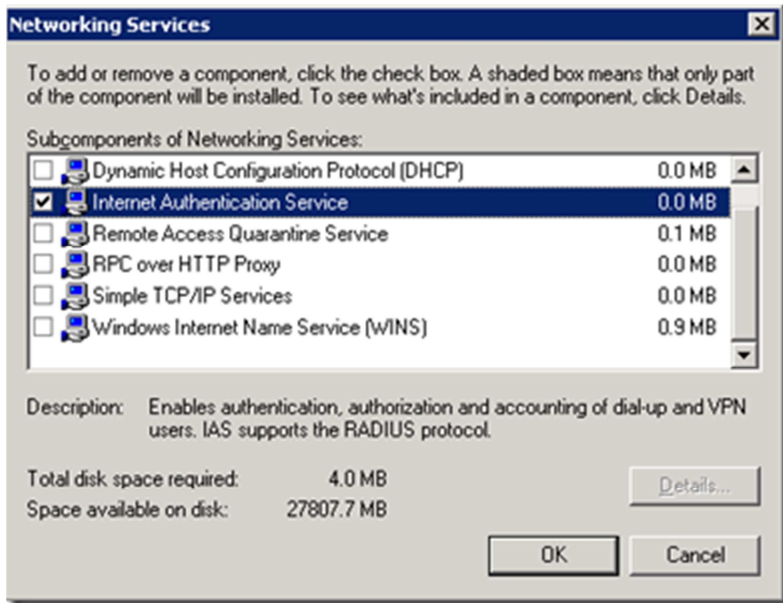 Networking Services
To add or remove a component, click the check box. A shaded box means that only part
of the component will be installed. To see what's included in a component, click Details.
Subcomponents of Networking Services:
Dynamic Host Configuration Protocol (DHCP) 0.0 MB
Internet Authentication Service 0.0 MB
Remote Access Quarantine Service 0.1 MB
RPC over HTTP Proxy 0.0 MB
Simple TCP/IP Services 0.0 MB
Windows Internet Name Service (WINS) 0.9 MB
Description: Enables authentication, authorization and accounting of dial-up and VPN
users. IAS supports the RADIUS protocol.
Total disk space required: 4.0 MB
Space available on disk: 27807.7 MB
Details...
OK Cancel